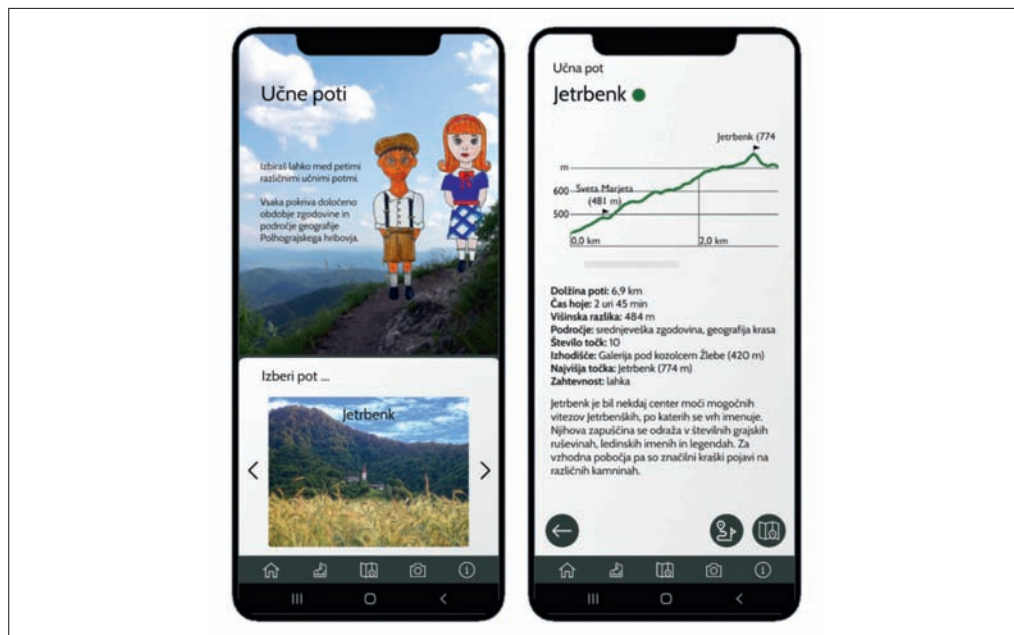 Učne poti
Izbiraš lahko med petimi
različnimi učnimi potmi.
Vsaka pokriva določeno
obdobje zgodovine in
področje geografije
Polhograjskega hribovja.
Izberi pot ...
Jetrbenk
Učna pot
Jetrbenk
Jetrbenk (774
m
600
Sveta Marjeta
(481 m)
500
0,0 km
2,0 km
Dolžina poti: 6,9 km
Čas hoje: 2 uri 45 min
Višinska razlika: 484 m
Področje: srednjeveška zgodovina, geografija krasa
Število točk: 10
Izhodišče: Galerija pod kozolcem Žlebe (420 m)
Najvišja točka: Jetrbenk (774 m)
Zahtevnost: lahka
Jetrbenk je bil nekdaj center moči mogočnih
vitezov Jetrbenških, po katerih se vrh imenuje.
Njihova zapuščina se odraža v številnih grajskih
ruševinah, ledinskih imenih in legendah. Za
vzhodna pobočja pa so značilni kraški pojavi na
različnih kamninah.